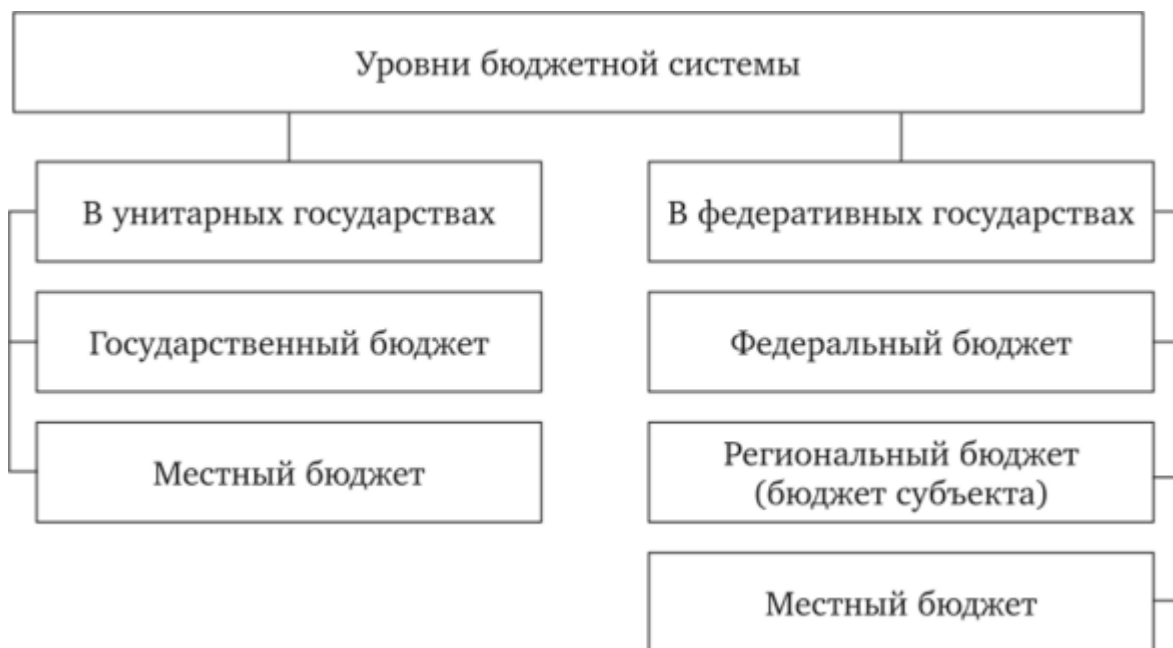 Уровни бюджетной системы
В унитарных государствах
Государственный бюджет
Местный бюджет
В федеративных государствах
Федеральный бюджет
Региональный бюджет
(бюджет субъекта)
Местный бюджет